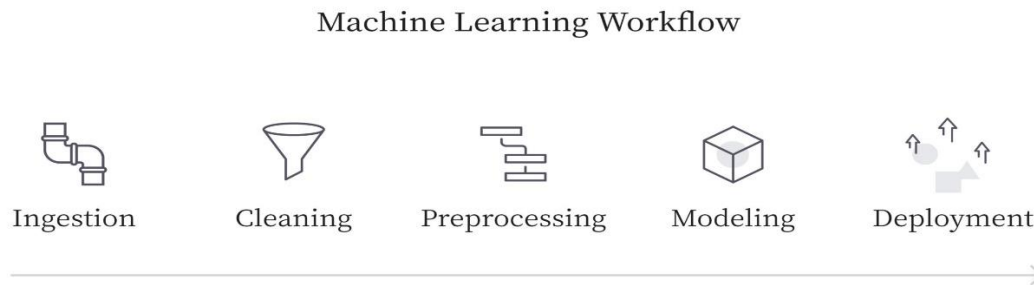 Machine Learning Workflow
Ingestion Cleaning Preprocessing Modeling Deployment